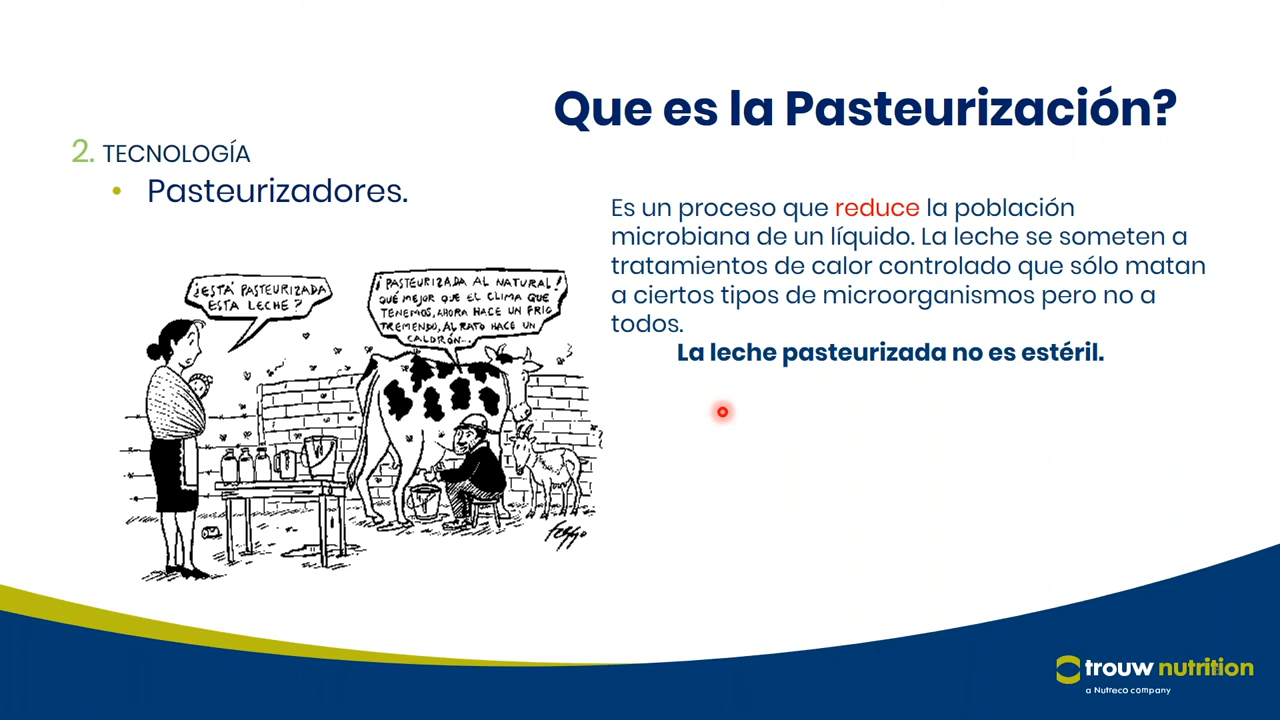 Que es la Pasteurización?
2. TECNOLOGÍA
• Pasteurizadores.
Es un proceso que reduce la población
microbiana de un líquido. La leche se someten a
tratamientos de calor controlado que sólo matan
a ciertos tipos de microorganismos pero no a
todos.
La leche pasteurizada no es estéril.
¿ESTÁ PASTEURIZADA
ESTA LECHE?
¡PASTEURIZADA AL NATURAL!
QUÉ MEJOR QUE EL CLIMA QUE
TENEMOS, AHORA HACE UN FRIO
TREMENDO, AL RATO HACE UN
CALDRÓN...
trouw nutrition
a Nutreco company